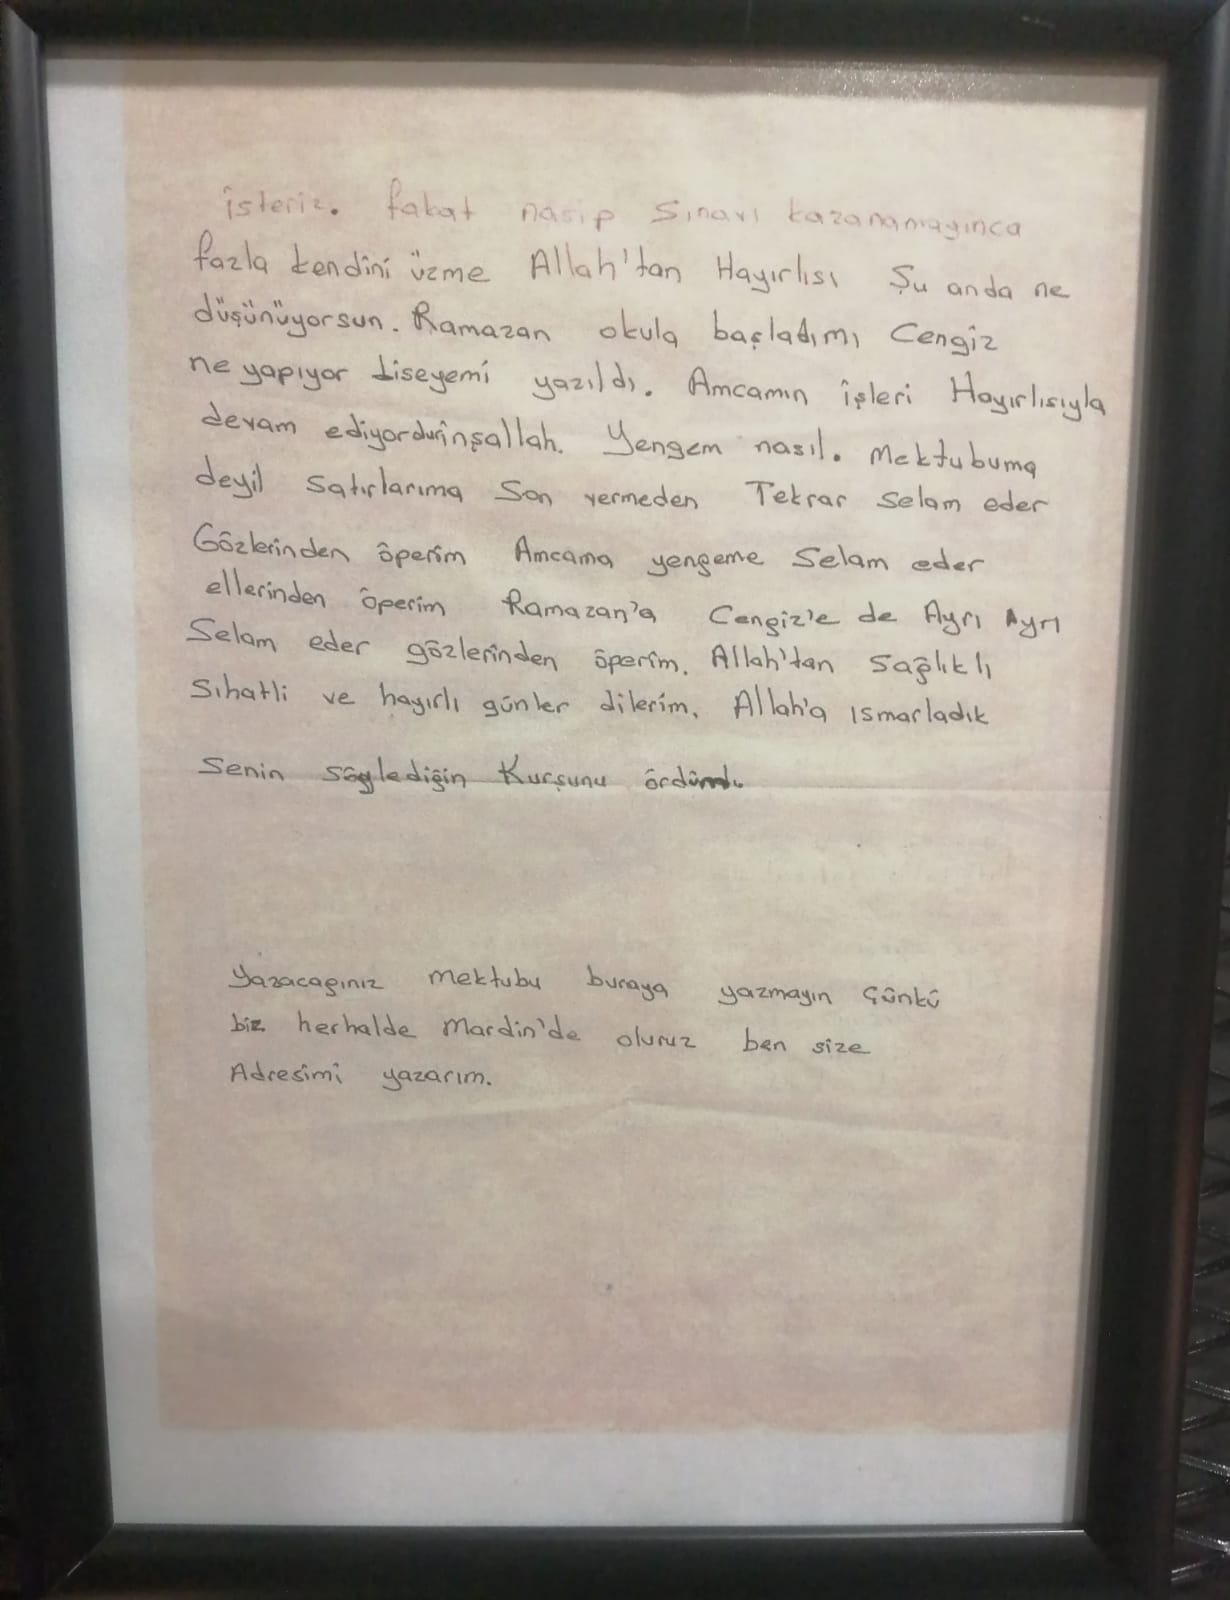 isteriz. fakat nasip Sınavı kazanamayınca
fazla kendini üzme Allah'tan Hayırlısı Şu anda ne
düşünüyorsun. Ramazan okula başladımı Cengiz
ne yapıyor liseyemi yazıldı. Amcamın işleri Hayırlısıyla
devam ediyordurinşallah. Yengem nasıl. Mektubuma
deyil satırlarıma Son vermeden Tekrar Selam eder
Gözlerinden öperim Amcama yengeme Selam eder
ellerinden öperim Ramazan'a Cengiz'e de Ayrı Ayrı
Selam eder gözlerinden öperim. Allah'tan sağlıklı
sıhatli ve hayırlı günler dilerim. Allah'a ısmarladık
Senin söylediğin Kurşunu ördüm.
Yazacağınız mektubu buraya yazmayın Çünkü
biz herhalde Mardin'de oluruz ben size
Adresimi yazarım.